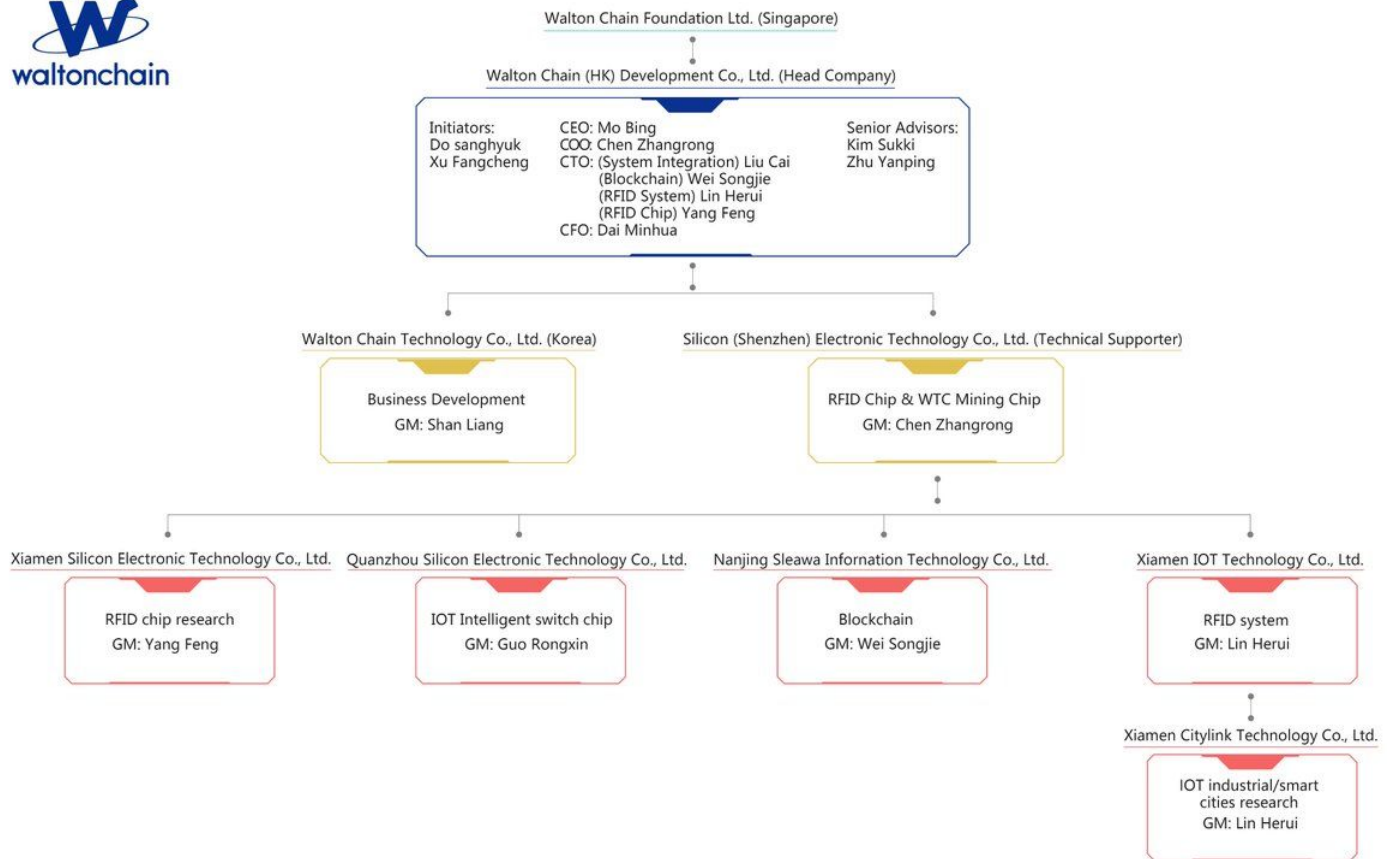 waltonchain
Walton Chain Foundation Ltd. (Singapore)
Walton Chain (HK) Development Co., Ltd. (Head Company)
Initiators:
Do sanghyuk
Xu Fangcheng
CEO: Mo Bing
COO: Chen Zhangrong
CTO: (System Integration) Liu Cai
(Blockchain) Wei Songjie
(RFID System) Lin Herui
(RFID Chip) Yang Feng
CFO: Dai Minhua
Senior Advisors:
Kim Sukki
Zhu Yanping
Walton Chain Technology Co., Ltd. (Korea)
Business Development
GM: Shan Liang
Silicon (Shenzhen) Electronic Technology Co., Ltd. (Technical Supporter)
RFID Chip & WTC Mining Chip
GM: Chen Zhangrong
Xiamen Silicon Electronic Technology Co., Ltd.
RFID chip research
GM: Yang Feng
Quanzhou Silicon Electronic Technology Co., Ltd.
IOT Intelligent switch chip
GM: Guo Rongxin
Nanjing Sleawa Infornation Technology Co., Ltd.
Blockchain
GM: Wei Songjie
Xiamen IOT Technology Co., Ltd.
RFID system
GM: Lin Herui
Xiamen Citylink Technology Co., Ltd.
IOT industrial/smart
cities research
GM: Lin Herui